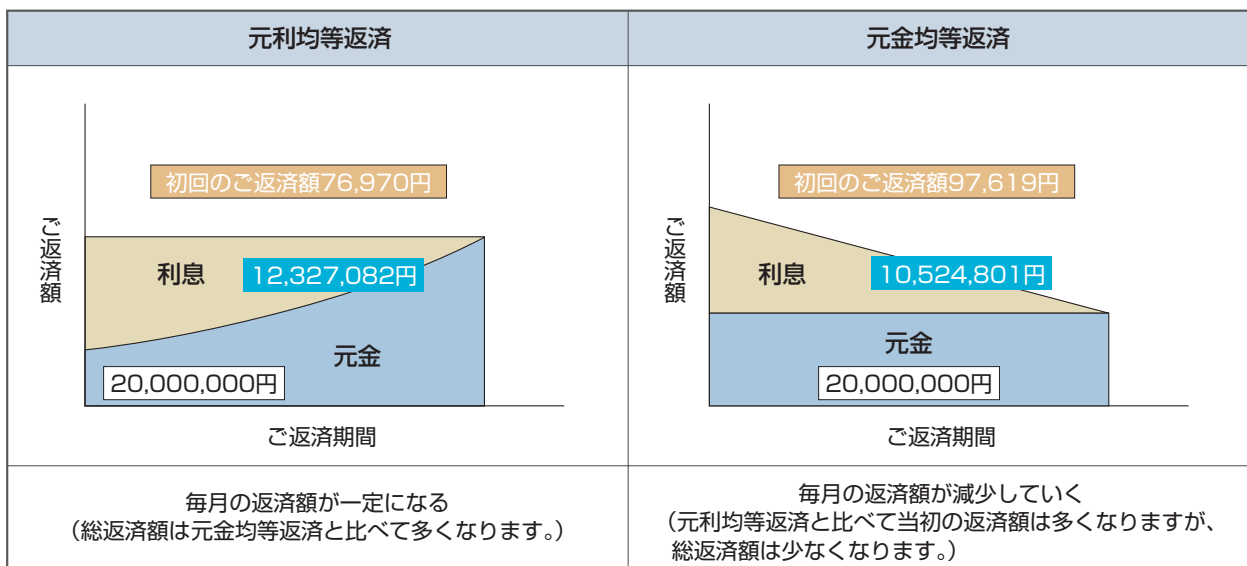 元利均等返済
元金均等返済
初回のご返済額76,970円
ご返済額
利息
12,327,082円
元金
20,000,000円
ご返済期間
初回のご返済額97,619円
ご返済額
利息
10,524,801円
元金
20,000,000円
ご返済期間
毎月の返済額が一定になる
（総返済額は元金均等返済と比べて多くなります。）
毎月の返済額が減少していく
（元利均等返済と比べて当初の返済額は多くなりますが、
総返済額は少なくなります。）